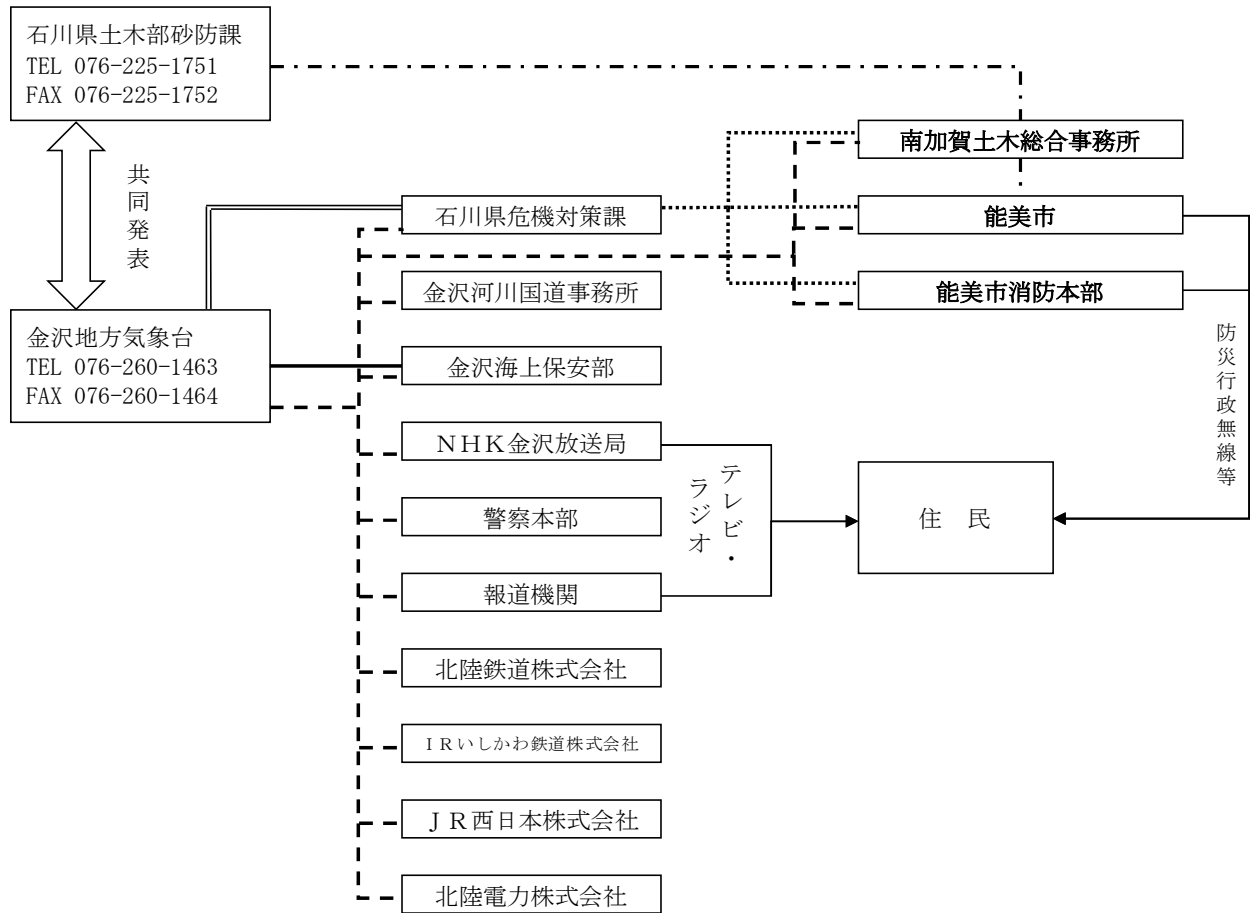 石川県土木部砂防課
TEL 076-225-1751
FAX 076-225-1752
共同発表
金沢地方気象台
TEL 076-260-1463
FAX 076-260-1464
石川県危機対策課
金沢河川国道事務所
金沢海上保安部
NHK金沢放送局
警察本部
報道機関
北陸鉄道株式会社
IRいしかわ鉄道株式会社
JR西日本株式会社
北陸電力株式会社
テレビ・
ラジオ
南加賀土木総合事務所
能美市
能美市消防本部
防災行政無線等
住 民